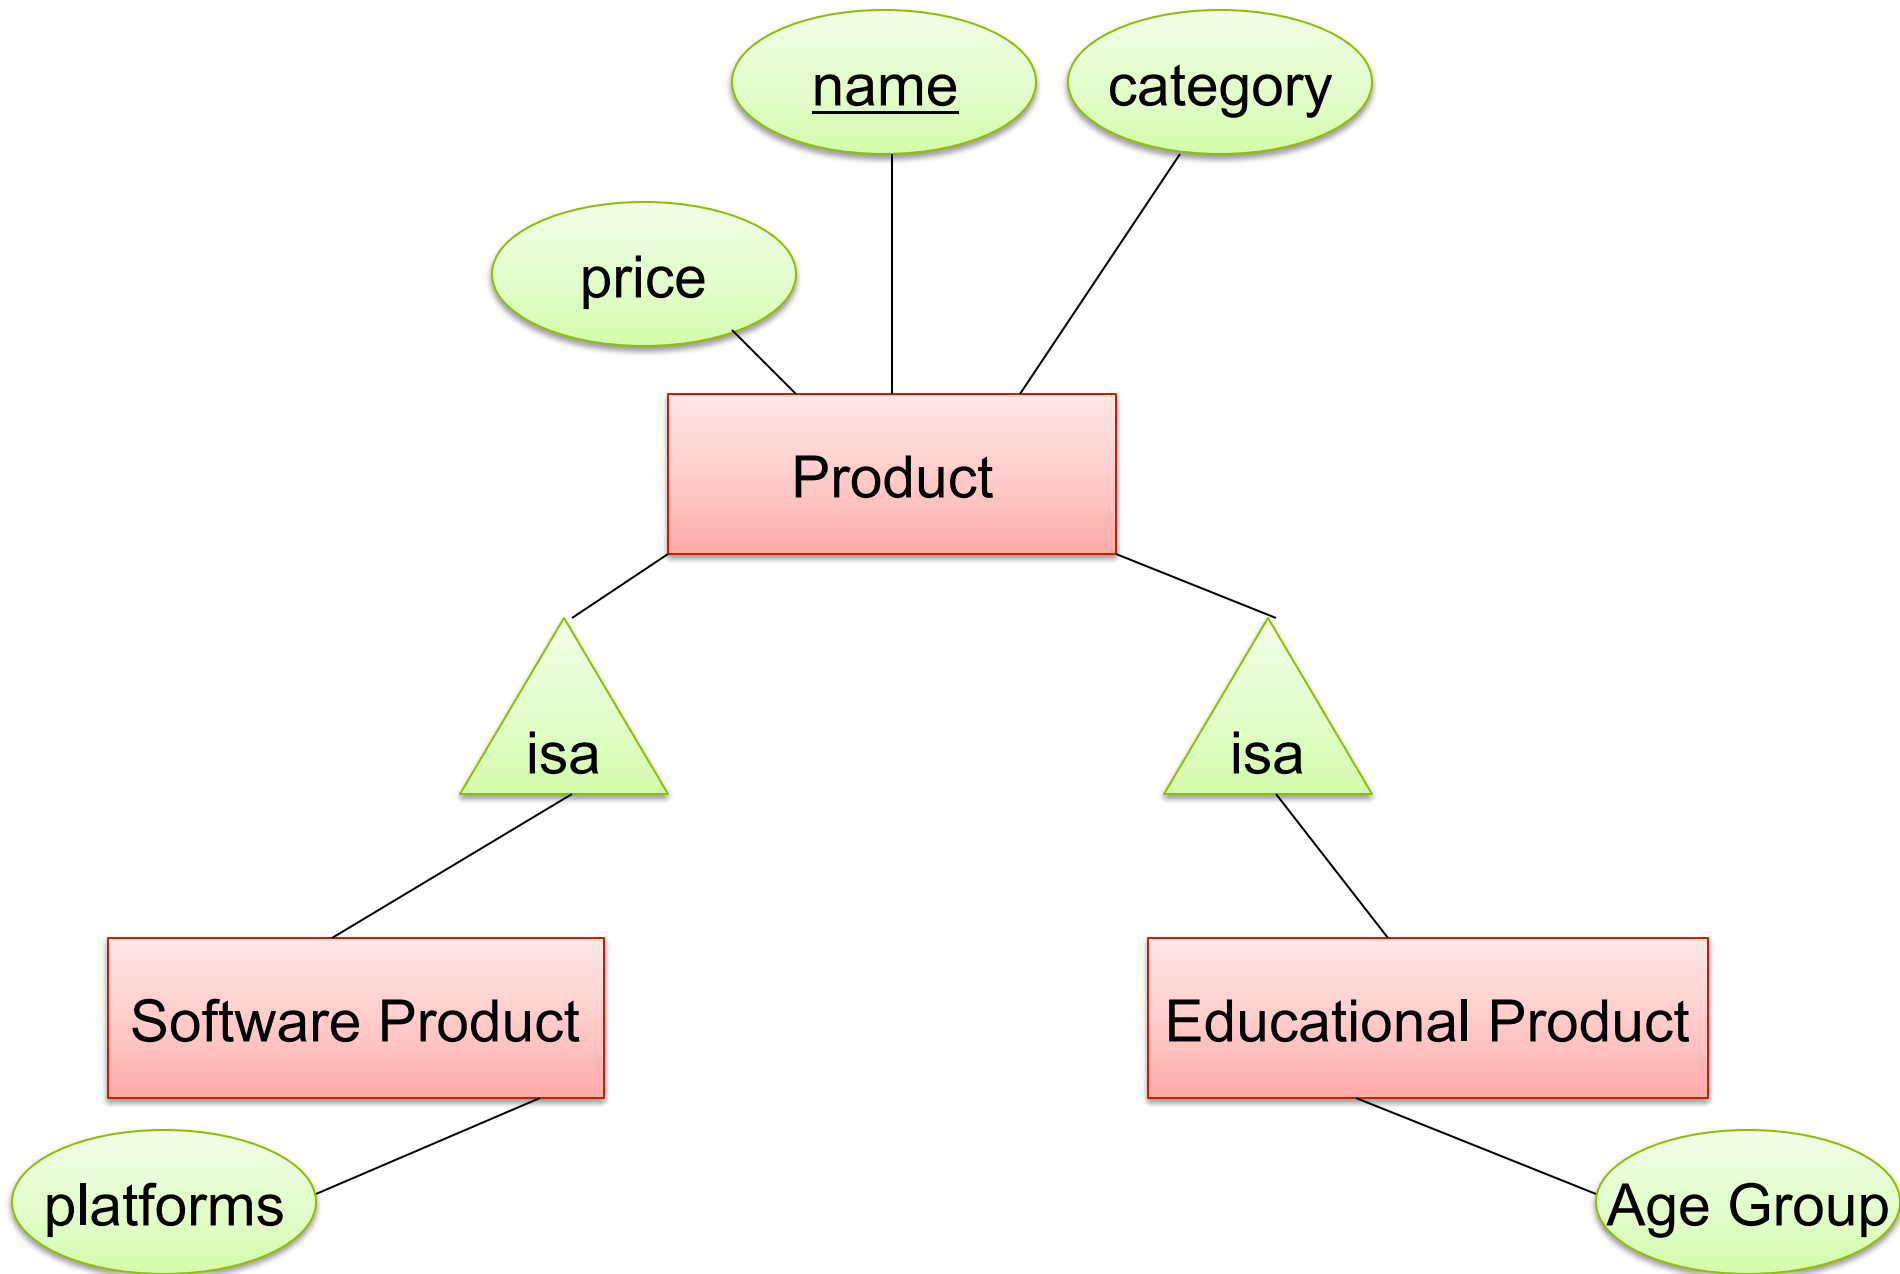 name
category
price
Product
isa
isa
Software Product
Educational Product
platforms
Age Group